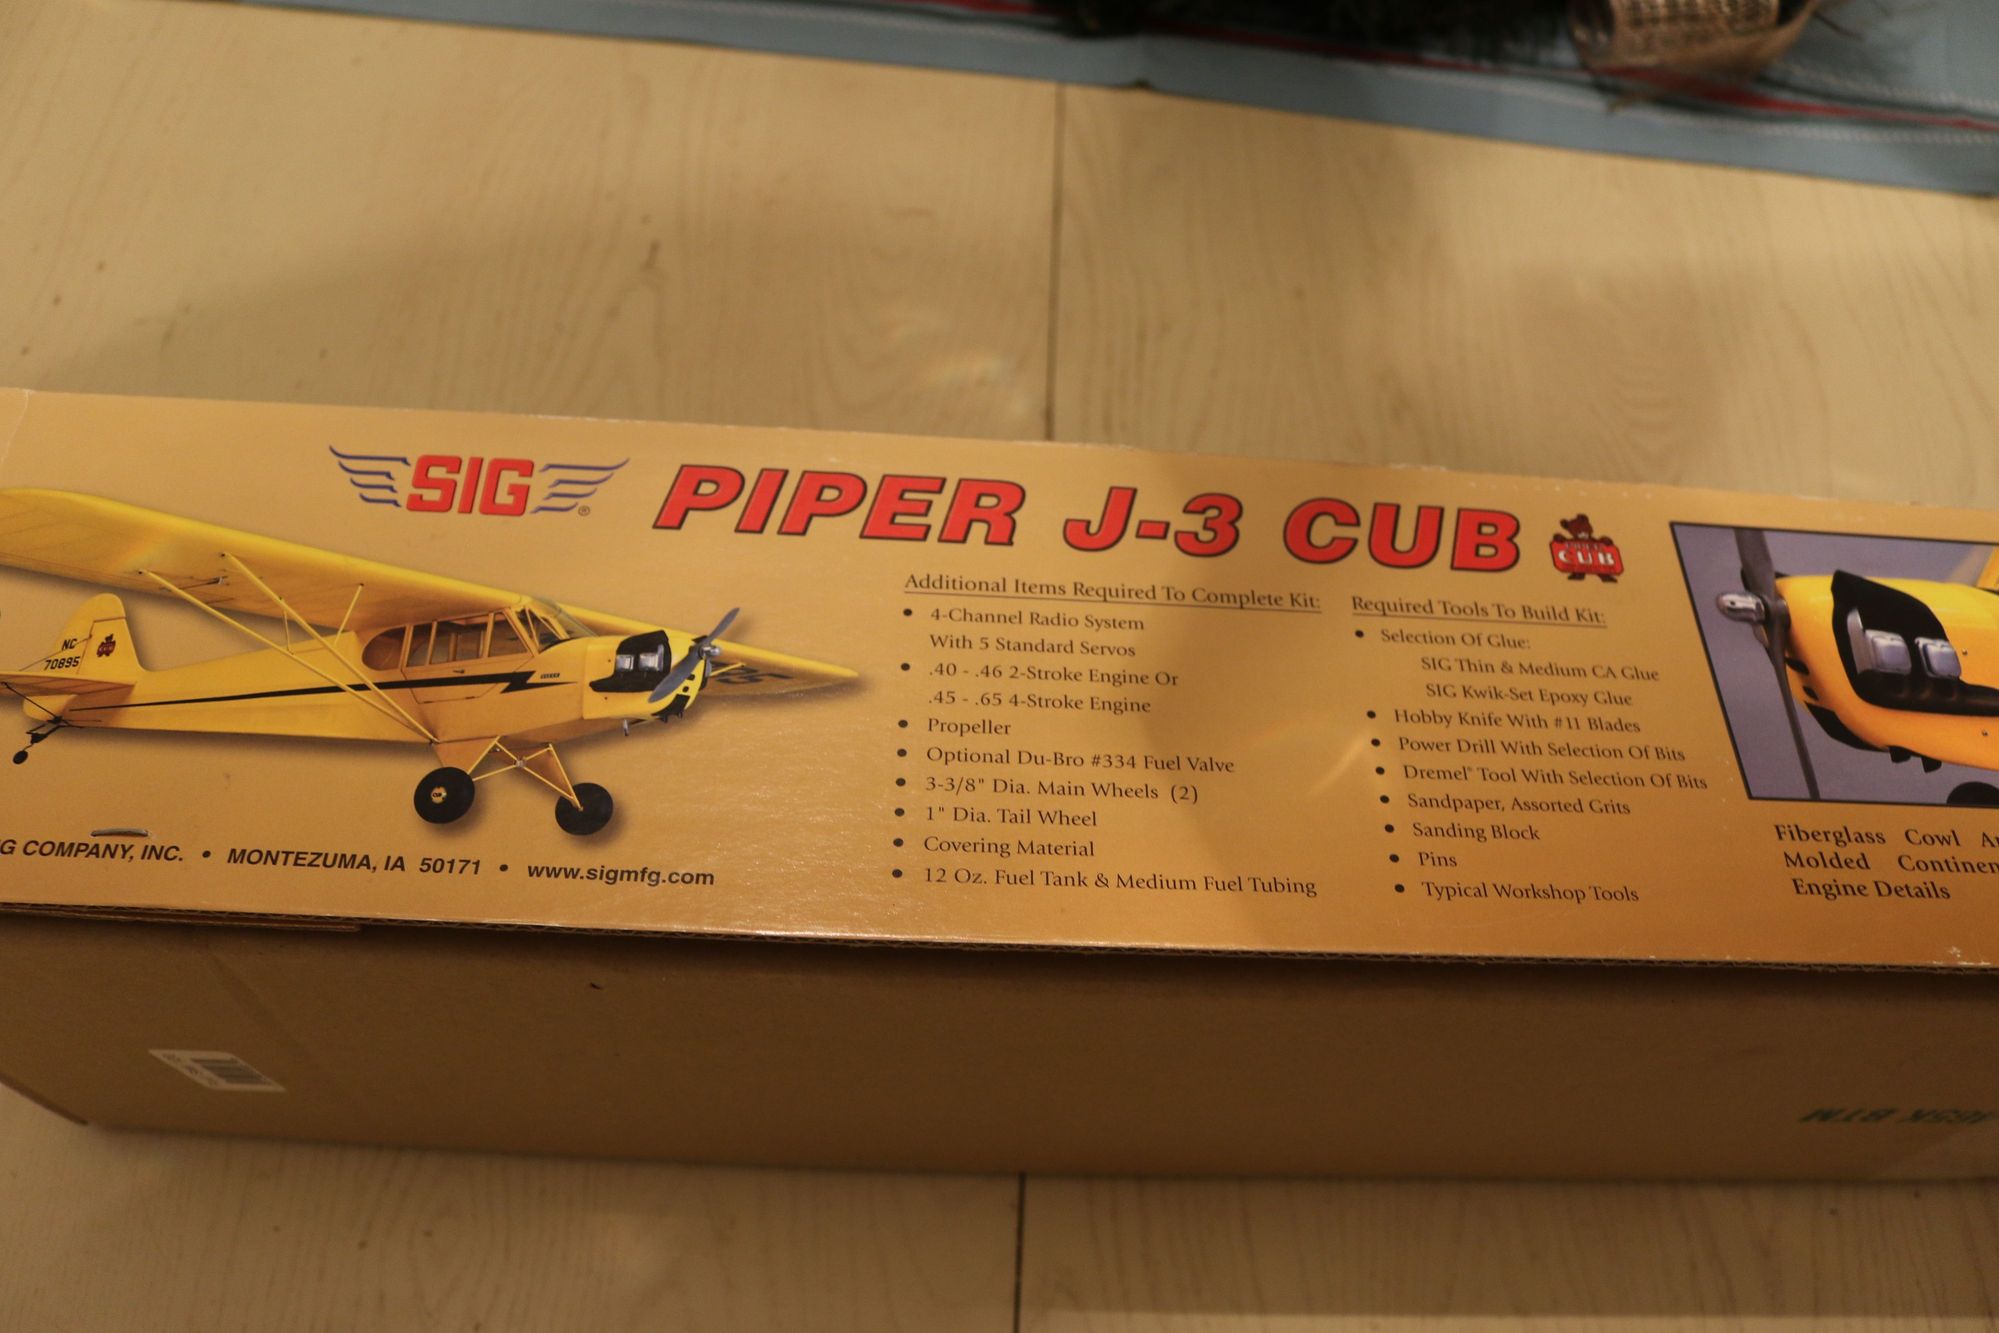 SIG®
PIPER J-3 CUB
CUB
NC
70895
Additional Items Required To Complete Kit:
• 4-Channel Radio System
With 5 Standard Servos
• .40 - .46 2-Stroke Engine Or
.45 - .65 4-Stroke Engine
• Propeller
• Optional Du-Bro #334 Fuel Valve
• 3-3/8" Dia. Main Wheels (2)
• 1" Dia. Tail Wheel
• Covering Material
• 12 Oz. Fuel Tank & Medium Fuel Tubing
Required Tools To Build Kit:
• Selection Of Glue:
SIG Thin & Medium CA Glue
SIG Kwik-Set Epoxy Glue
• Hobby Knife With #11 Blades
• Power Drill With Selection Of Bits
• Dremel® Tool With Selection Of Bits
• Sandpaper, Assorted Grits
• Sanding Block
• Pins
• Typical Workshop Tools
Fiberglass Cowl
Molded
Engine Details
G COMPANY, INC. • MONTEZUMA, IA 50171 • www.sigmfg.com